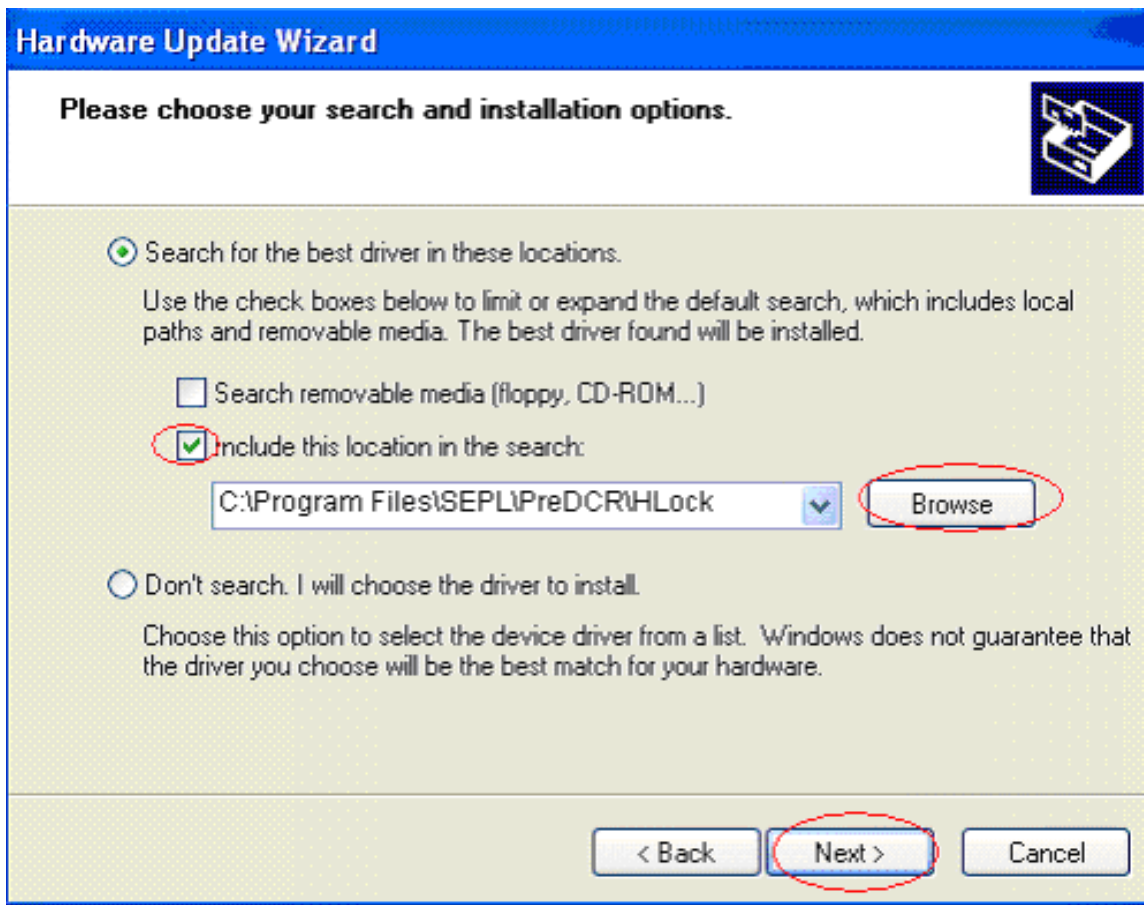 Hardware Update Wizard
Please choose your search and installation options.
Search for the best driver in these locations.
Use the check boxes below to limit or expand the default search, which includes local
paths and removable media. The best driver found will be installed.
Search removable media (floppy, CD-ROM...)
Include this location in the search:
C:\Program Files\SEPL\PreDCR\HLock
Browse
Don't search. I will choose the driver to install.
Choose this option to select the device driver from a list. Windows does not guarantee that
the driver you choose will be the best match for your hardware.
< Back
Next >
Cancel